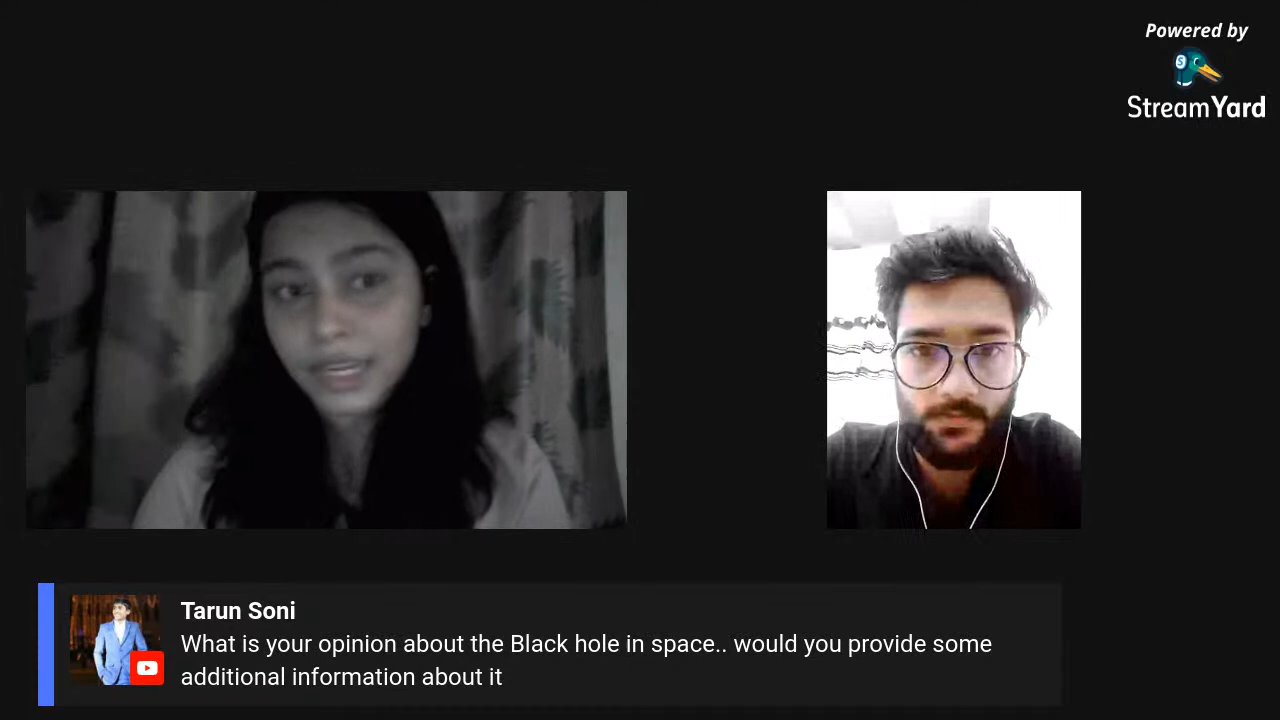 Powered by
StreamYard
Tarun Soni
What is your opinion about the Black hole in space.. would you provide some
additional information about it